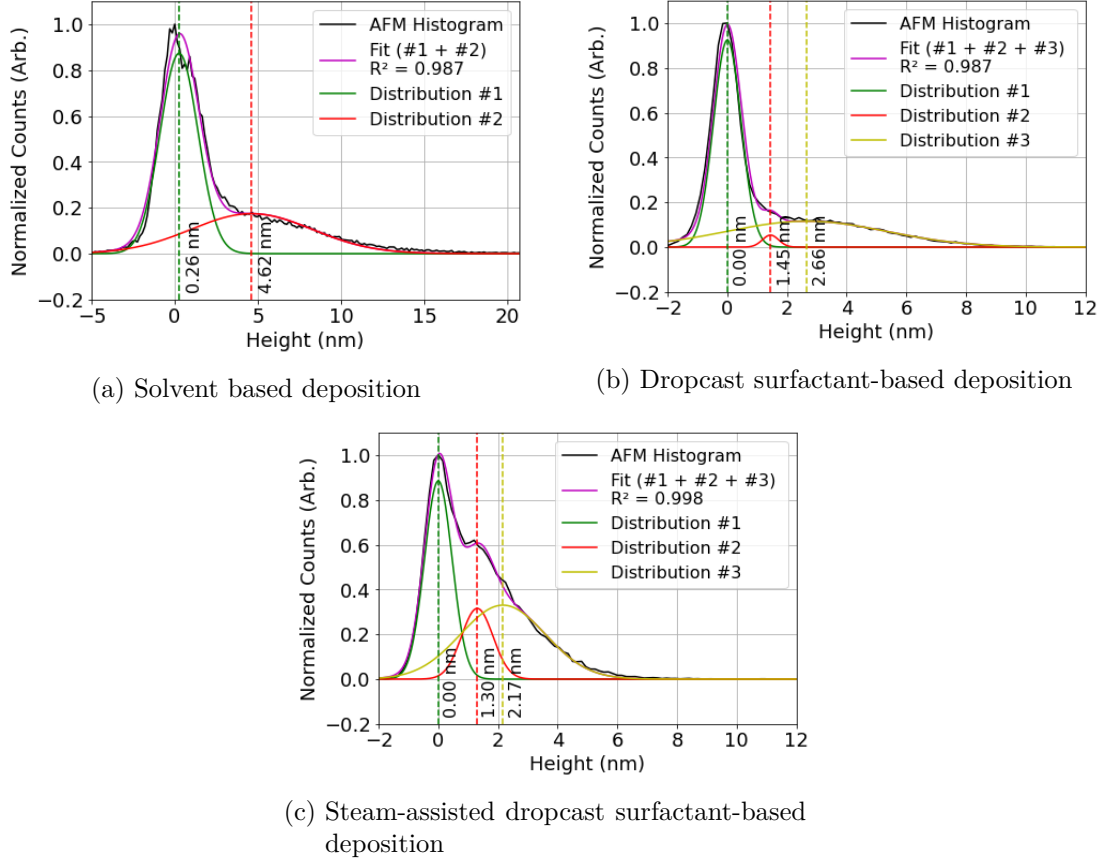 1.0
0.8
0.6
0.4
0.2
0.0
−0.2
Normalized Counts (Arb.)
AFM Histogram
Fit (#1 + #2)
R² = 0.987
Distribution #1
Distribution #2
0.26 nm
4.62 nm
−5 0 5 10 15 20
Height (nm)
(a) Solvent based deposition
1.0
0.8
0.6
0.4
0.2
0.0
−0.2
Normalized Counts (Arb.)
AFM Histogram
Fit (#1 + #2 + #3)
R² = 0.987
Distribution #1
Distribution #2
Distribution #3
0.00 nm
1.45 nm
2.66 nm
−2 0 2 4 6 8 10 12
Height (nm)
(b) Dropcast surfactant-based deposition
1.0
0.8
0.6
0.4
0.2
0.0
−0.2
Normalized Counts (Arb.)
AFM Histogram
Fit (#1 + #2 + #3)
R² = 0.998
Distribution #1
Distribution #2
Distribution #3
0.00 nm
1.30 nm
2.17 nm
−2 0 2 4 6 8 10 12
Height (nm)
(c) Steam-assisted dropcast surfactant-based
deposition